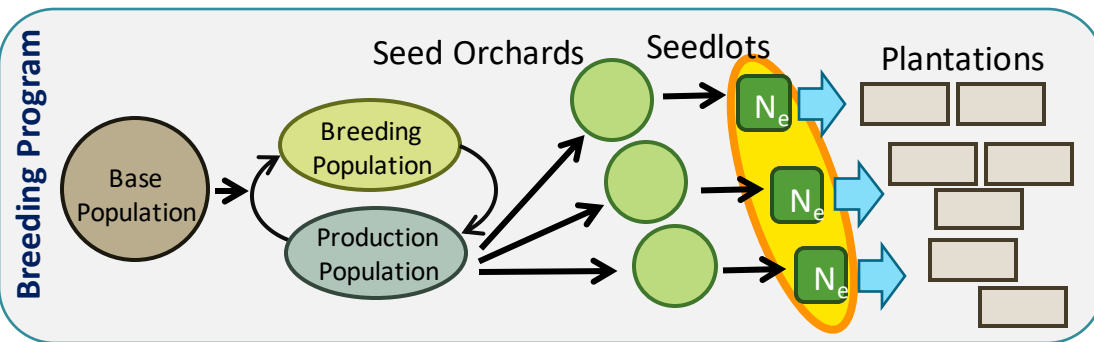 Breeding Program
Base
Population
Breeding
Population
Production
Population
Seed Orchards
Seedlots
Plantations
Ne
Ne
Ne